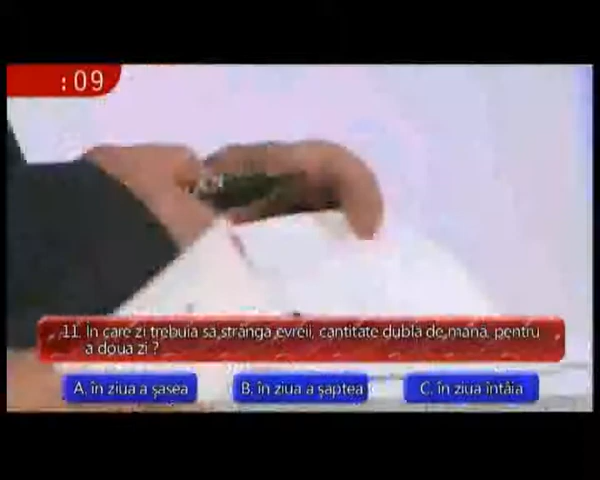 :09
11. În care zi trebuia să strângă evreii, cantitate dublă de mană, pentru
a doua zi ?
A. în ziua a șasea
B. în ziua a șaptea
C. în ziua întâia